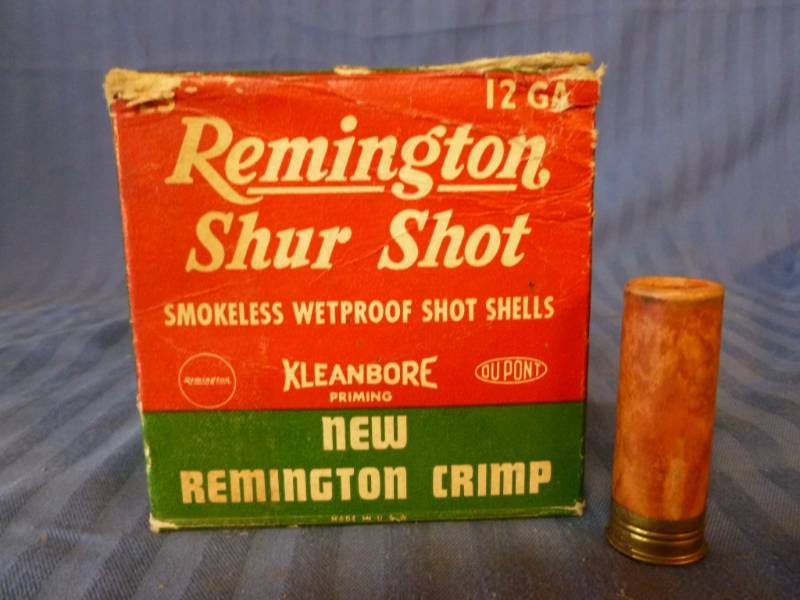 25 12 GA
Remington
Shur Shot
SMOKELESS WETPROOF SHOT SHELLS
Remington KLEANBORE DU PONT
PRIMING
NEW
REMINGTON CRIMP
MADE IN U.S.A.